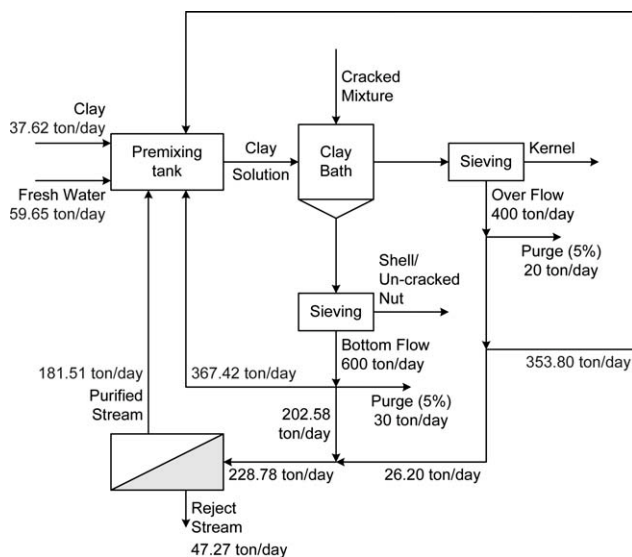 Cracked
Mixture
Clay
37.62 ton/day
Premixing
tank
Clay
Solution
Clay
Bath
Sieving
Kernel
Fresh Water
59.65 ton/day
Over Flow
400 ton/day
Purge (5%)
20 ton/day
Shell/
Un-cracked
Nut
Sieving
Bottom Flow
600 ton/day
181.51 ton/day
Purified
Stream
367.42 ton/day
353.80 ton/day
Purge (5%)
30 ton/day
202.58
ton/day
228.78 ton/day
26.20 ton/day
Reject
Stream
47.27 ton/day